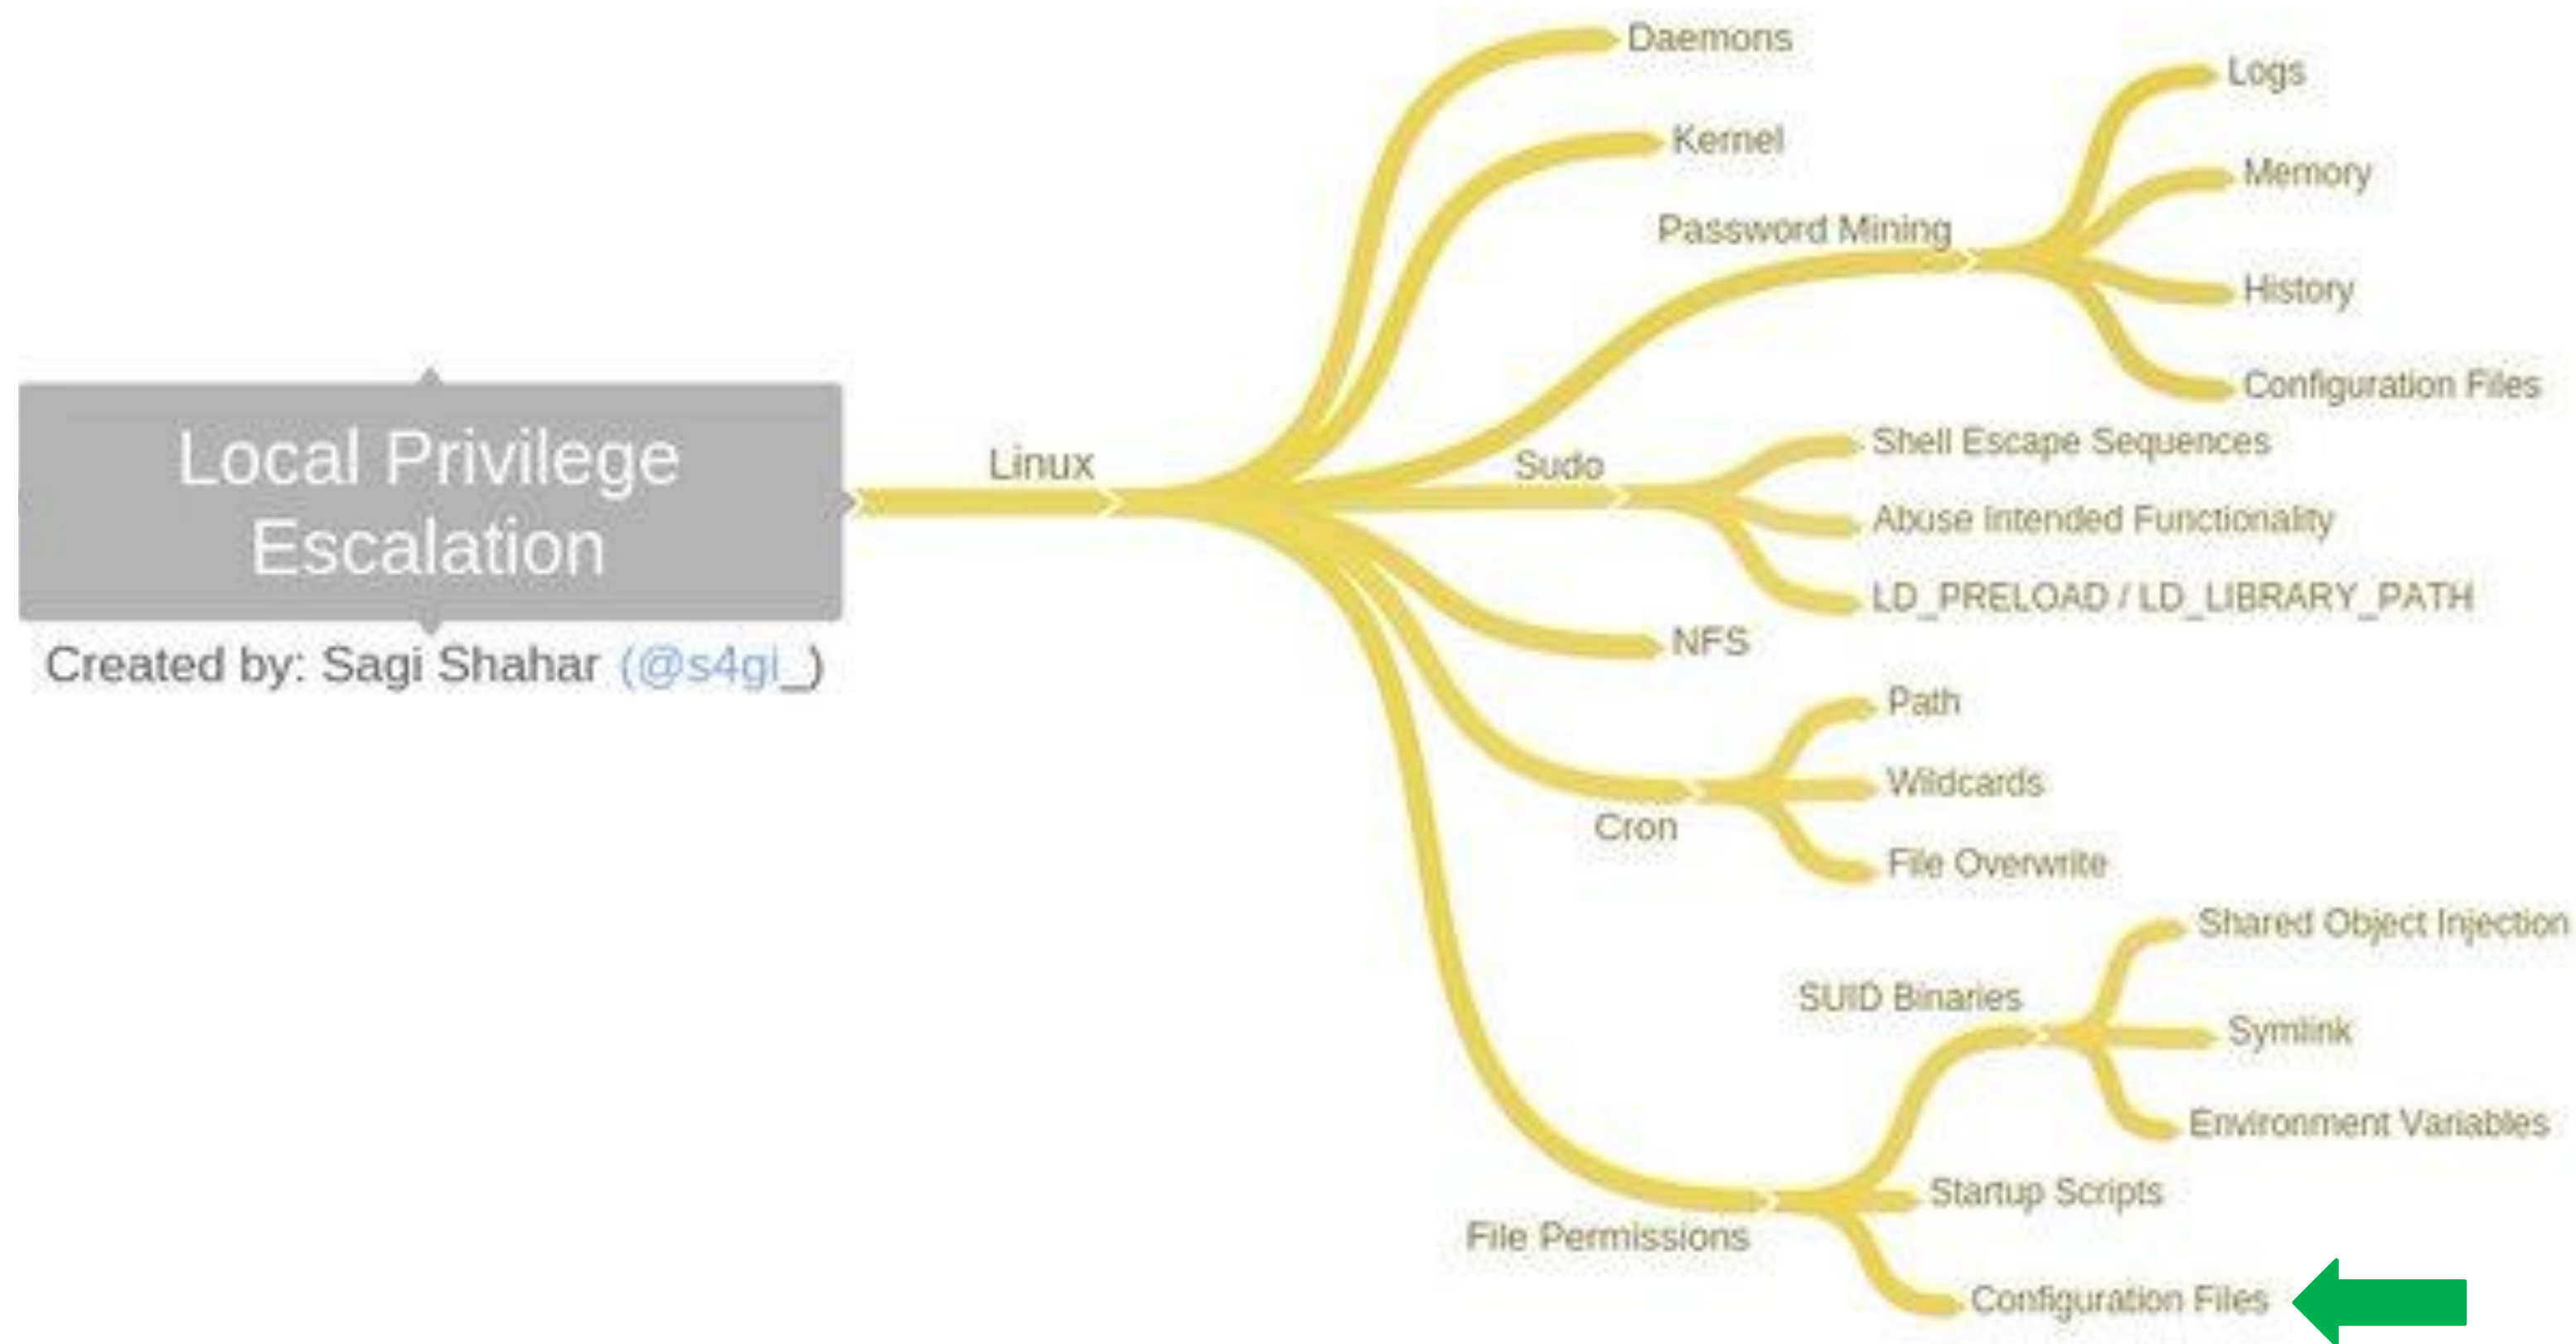 Local Privilege
Escalation
Created by: Sagi Shahar (@s4gi_)
Linux
Daemons
Kernel
Password Mining
Logs
Memory
History
Configuration Files
Sudo
Shell Escape Sequences
Abuse Intended Functionality
LD_PRELOAD / LD_LIBRARY_PATH
NFS
Cron
Path
Wildcards
File Overwrite
File Permissions
SUID Binaries
Shared Object Injection
Symlink
Environment Variables
Startup Scripts
Configuration Files